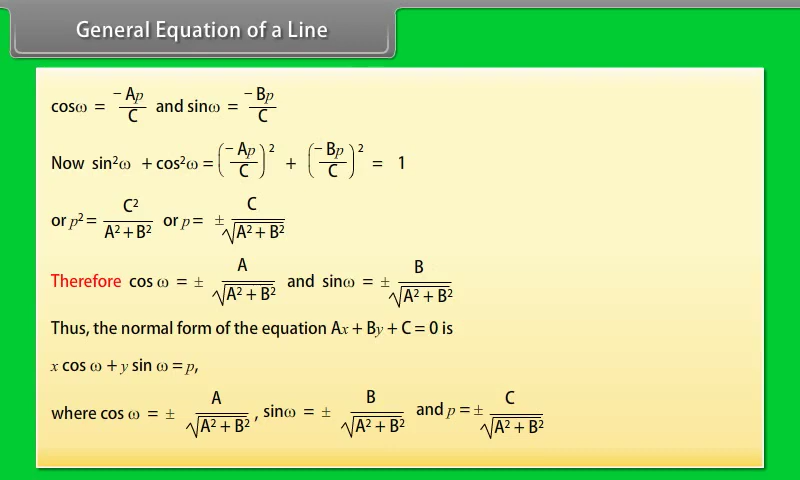 General Equation of a Line
cosω = −Ap/C and sinω = −Bp/C
Now sin²ω + cos²ω = (−Ap/C)² + (−Bp/C)² = 1
or p² = C²/(A² + B²) or p = ± C/√(A² + B²)
Therefore cos ω = ± A/√(A² + B²) and sinω = ± B/√(A² + B²)
Thus, the normal form of the equation Ax + By + C = 0 is
x cos ω + y sin ω = p,
where cos ω = ± A/√(A² + B²), sinω = ± B/√(A² + B²) and p = ± C/√(A² + B²)